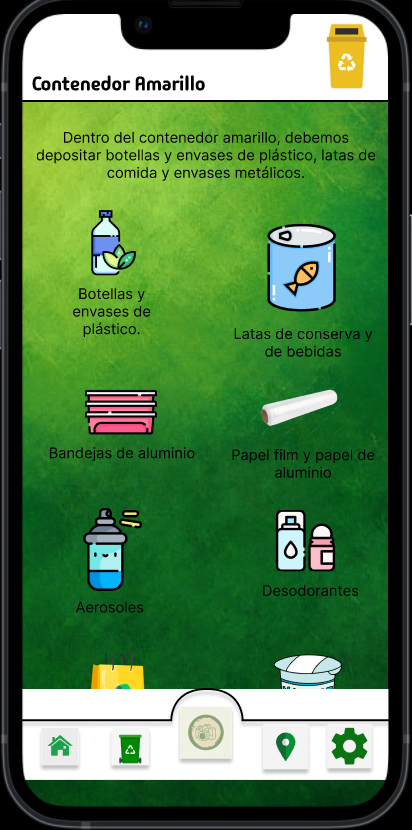 Contenedor Amarillo
Dentro del contenedor amarillo, debemos
depositar botellas y envases de plástico, latas de
comida y envases metálicos.
Botellas y
envases de
plástico.
Latas de conserva y
de bebidas
Bandejas de aluminio
Papel film y papel de
aluminio
Aerosoles
Desodorantes